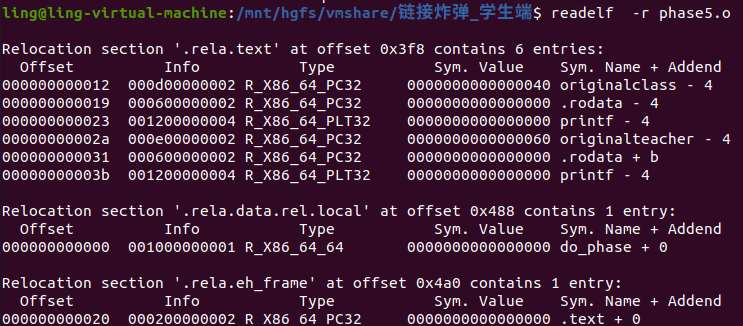 ling@ling-virtual-machine:/mnt/hgfs/vmshare/链接炸弹_学生端$ readelf  -r phase5.o
Relocation section '.rela.text' at offset 0x3f8 contains 6 entries:
  Offset          Info           Type           Sym. Value    Sym. Name + Addend
000000000012  000d00000002 R_X86_64_PC32     0000000000000040 originalclass - 4
000000000019  000600000002 R_X86_64_PC32     0000000000000000 .rodata - 4
000000000023  001200000004 R_X86_64_PLT32    0000000000000000 printf - 4
00000000002a  000e00000002 R_X86_64_PC32     0000000000000060 originalteacher - 4
000000000031  000600000002 R_X86_64_PC32     0000000000000000 .rodata + b
00000000003b  001200000004 R_X86_64_PLT32    0000000000000000 printf - 4
Relocation section '.rela.data.rel.local' at offset 0x488 contains 1 entry:
  Offset          Info           Type           Sym. Value    Sym. Name + Addend
000000000000  001000000001 R_X86_64_64       0000000000000000 do_phase + 0
Relocation section '.rela.eh_frame' at offset 0x4a0 contains 1 entry:
  Offset          Info           Type           Sym. Value    Sym. Name + Addend
000000000020  000200000002 R_X86_64_PC32     0000000000000000 .text + 0